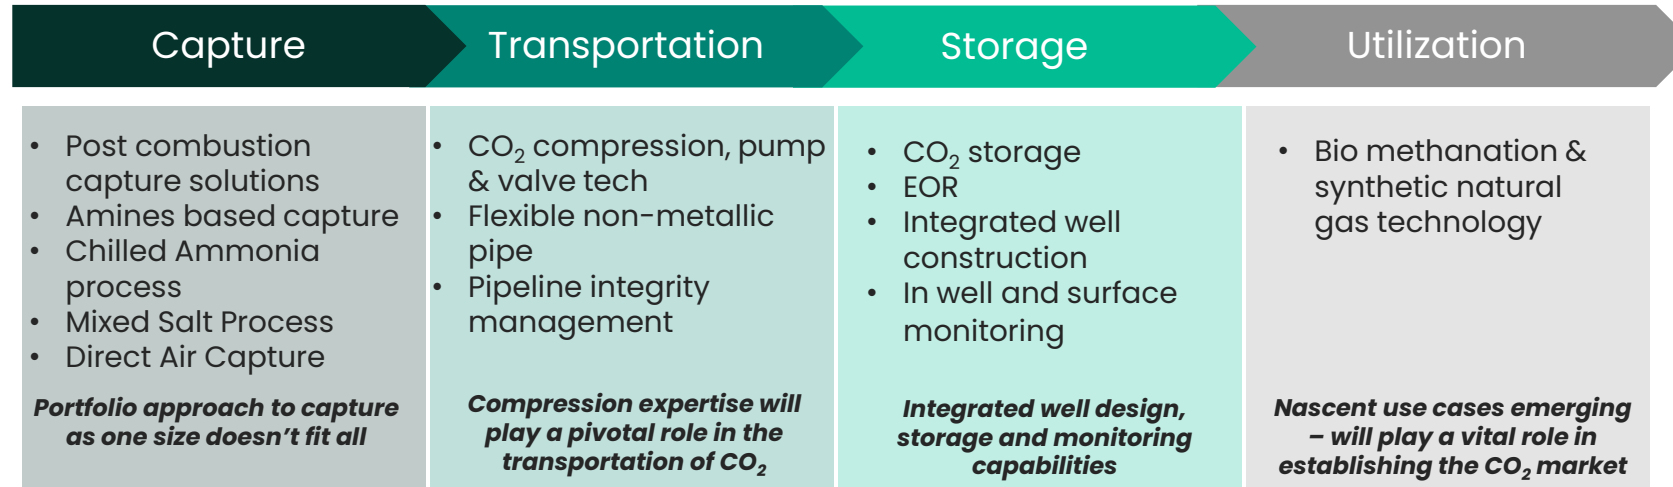 Capture
Transportation
Storage
Utilization
• Post combustion
capture solutions
• Amines based capture
• Chilled Ammonia
process
• Mixed Salt Process
• Direct Air Capture
Portfolio approach to capture
as one size doesn’t fit all
• CO₂ compression, pump
& valve tech
• Flexible non-metallic
pipe
• Pipeline integrity
management
Compression expertise will
play a pivotal role in the
transportation of CO₂
• CO₂ storage
• EOR
• Integrated well
construction
• In well and surface
monitoring
Integrated well design,
storage and monitoring
capabilities
• Bio methanation &
synthetic natural
gas technology
Nascent use cases emerging
– will play a vital role in
establishing the CO₂ market